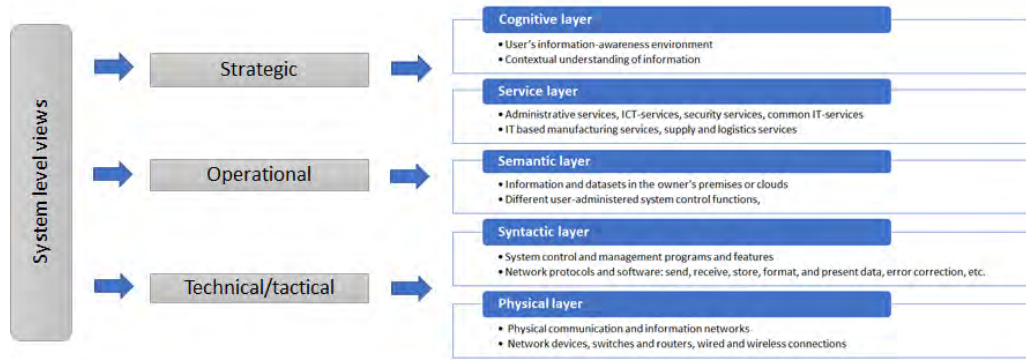 System level views
Strategic
Operational
Technical/tactical
Cognitive layer
• User's information-awareness environment
• Contextual understanding of information
Service layer
• Administrative services, ICT-services, security services, common IT-services
• IT based manufacturing services, supply and logistics services
Semantic layer
• Information and datasets in the owner's premises or clouds
• Different user-administered system control functions,
Syntactic layer
• System control and management programs and features
• Network protocols and software: send, receive, store, format, and present data, error correction, etc.
Physical layer
• Physical communication and information networks
• Network devices, switches and routers, wired and wireless connections